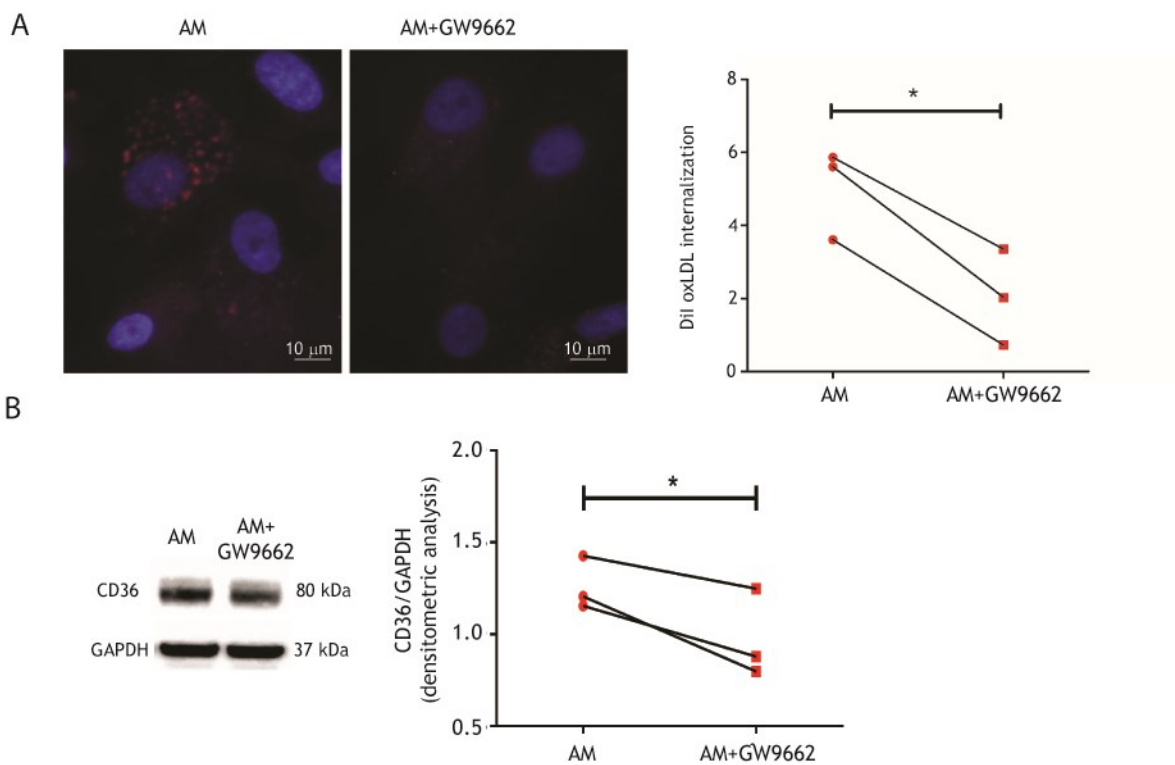 A
AM
AM+GW9662
10 μm
10 μm
DiI oxLDL internalization
8
6
4
2
0
*
AM
AM+GW9662
B
AM
AM+
GW9662
CD36
80 kDa
GAPDH
37 kDa
CD36/GAPDH
(densitometric analysis)
2.0
1.5
1.0
0.5
*
AM
AM+GW9662